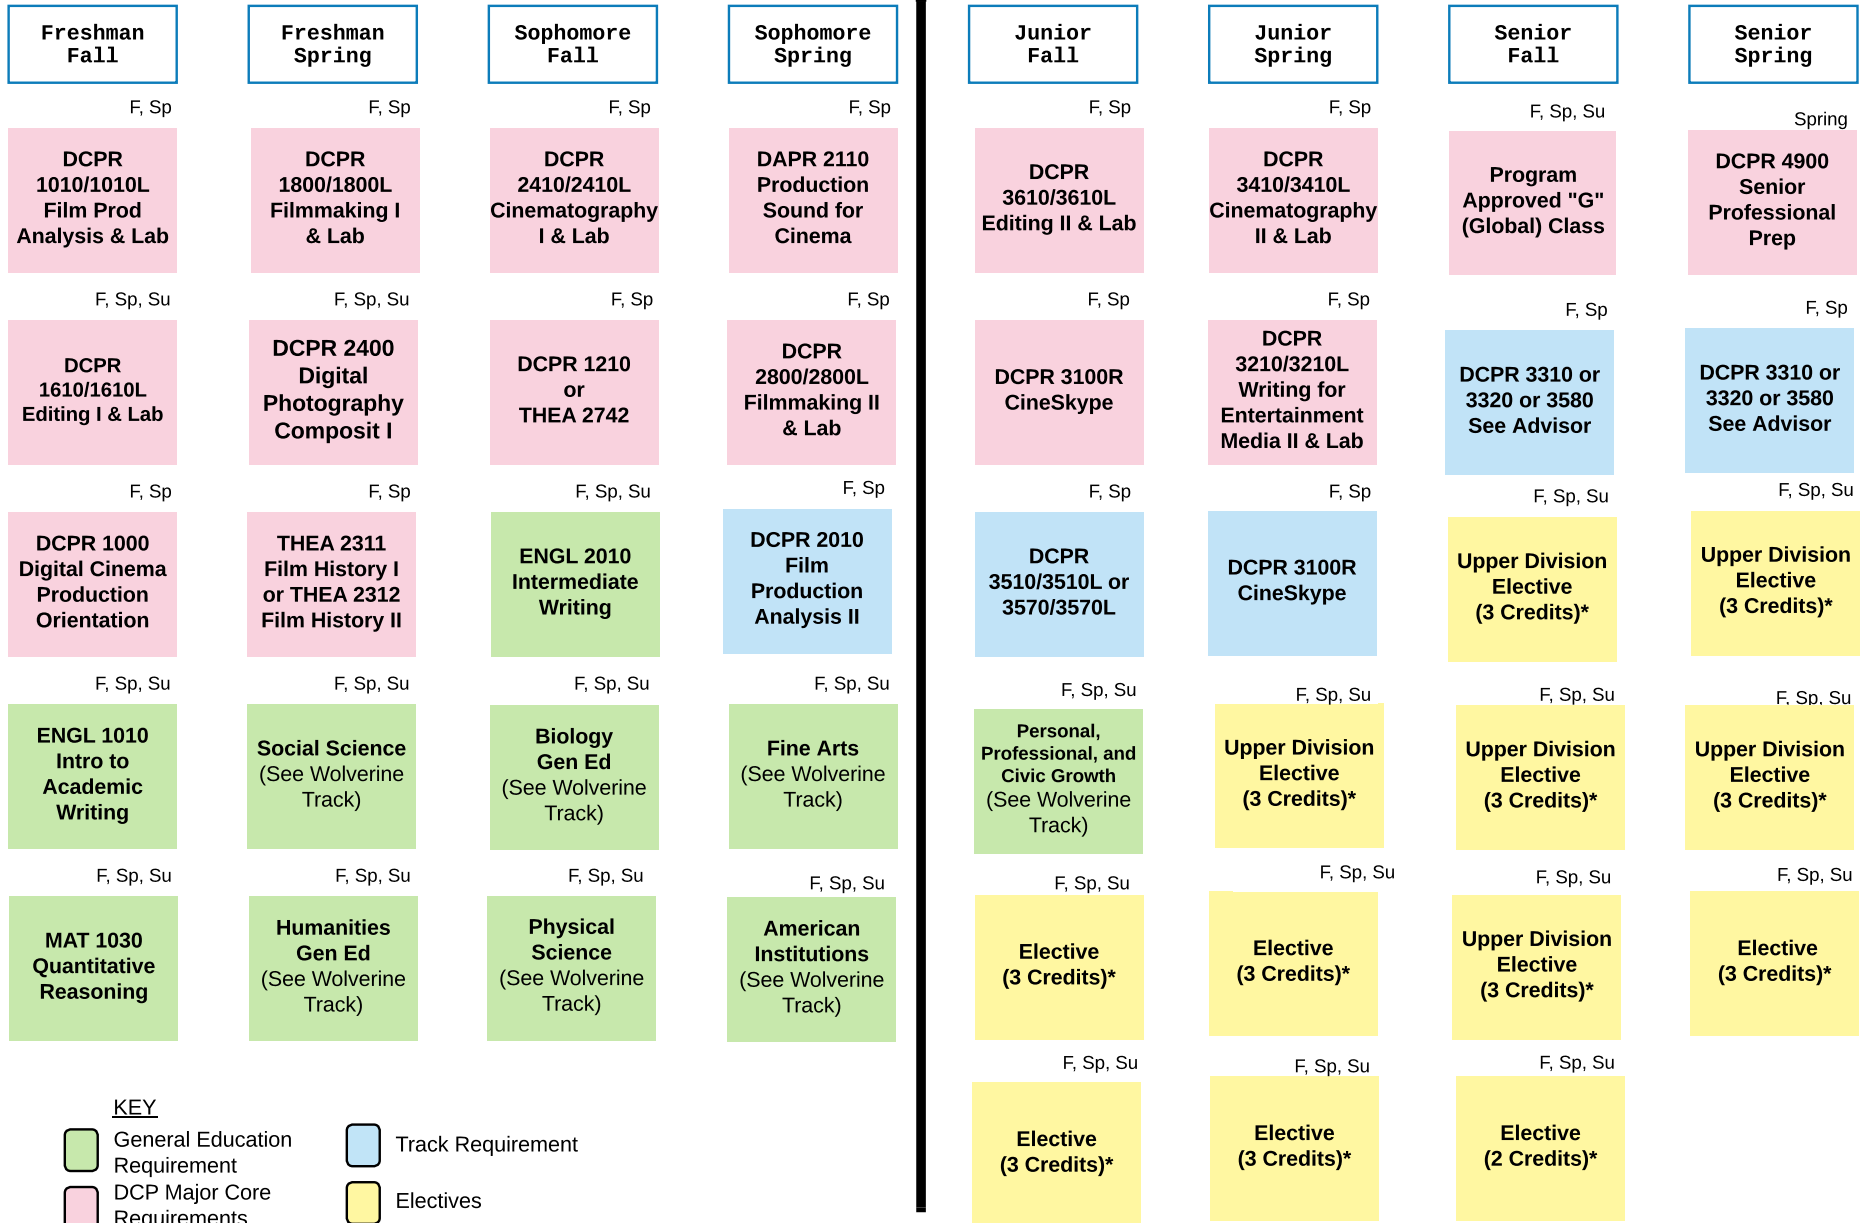 Freshman
Fall
F, Sp
DCPR
1010/1010L
Film Prod
Analysis & Lab
F, Sp, Su
DCPR
1610/1610L
Editing I & Lab
F, Sp
DCPR 1000
Digital Cinema
Production
Orientation
F, Sp, Su
ENGL 1010
Intro to
Academic
Writing
F, Sp, Su
MAT 1030
Quantitative
Reasoning
Freshman
Spring
F, Sp
DCPR
1800/1800L
Filmmaking I
& Lab
F, Sp, Su
DCPR 2400
Digital
Photography
Composit I
F, Sp
THEA 2311
Film History I
or THEA 2312
Film History II
F, Sp, Su
Social Science
(See Wolverine
Track)
F, Sp, Su
Humanities
Gen Ed
(See Wolverine
Track)
Sophomore
Fall
F, Sp
DCPR
2410/2410L
Cinematography
I & Lab
F, Sp
DCPR 1210
or
THEA 2742
F, Sp, Su
ENGL 2010
Intermediate
Writing
F, Sp, Su
Biology
Gen Ed
(See Wolverine
Track)
F, Sp, Su
Physical
Science
(See Wolverine
Track)
Sophomore
Spring
F, Sp
DAPR 2110
Production
Sound for
Cinema
F, Sp
DCPR
2800/2800L
Filmmaking II
& Lab
F, Sp
DCPR 2010
Film
Production
Analysis II
F, Sp, Su
Fine Arts
(See Wolverine
Track)
F, Sp, Su
American
Institutions
(See Wolverine
Track)
Junior
Fall
F, Sp
DCPR
3610/3610L
Editing II & Lab
F, Sp
DCPR 3100R
CineSkype
F, Sp
DCPR
3510/3510L or
3570/3570L
F, Sp, Su
Personal,
Professional, and
Civic Growth
(See Wolverine
Track)
F, Sp, Su
Elective
(3 Credits)*
F, Sp, Su
Elective
(3 Credits)*
Junior
Spring
F, Sp
DCPR
3410/3410L
Cinematography
II & Lab
F, Sp
DCPR
3210/3210L
Writing for
Entertainment
Media II & Lab
F, Sp
DCPR 3100R
CineSkype
F, Sp, Su
Upper Division
Elective
(3 Credits)*
F, Sp, Su
Elective
(3 Credits)*
F, Sp, Su
Elective
(3 Credits)*
Senior
Fall
F, Sp, Su
Program
Approved "G"
(Global) Class
F, Sp
DCPR 3310 or
3320 or 3580
See Advisor
F, Sp, Su
Upper Division
Elective
(3 Credits)*
F, Sp, Su
Upper Division
Elective
(3 Credits)*
F, Sp, Su
Upper Division
Elective
(3 Credits)*
F, Sp, Su
Elective
(2 Credits)*
Senior
Spring
Spring
DCPR 4900
Senior
Professional
Prep
F, Sp
DCPR 3310 or
3320 or 3580
See Advisor
F, Sp, Su
Upper Division
Elective
(3 Credits)*
F, Sp, Su
Upper Division
Elective
(3 Credits)*
F, Sp, Su
Elective
(3 Credits)*
KEY
General Education
Requirement
DCP Major Core
Requirements
Track Requirement
Electives